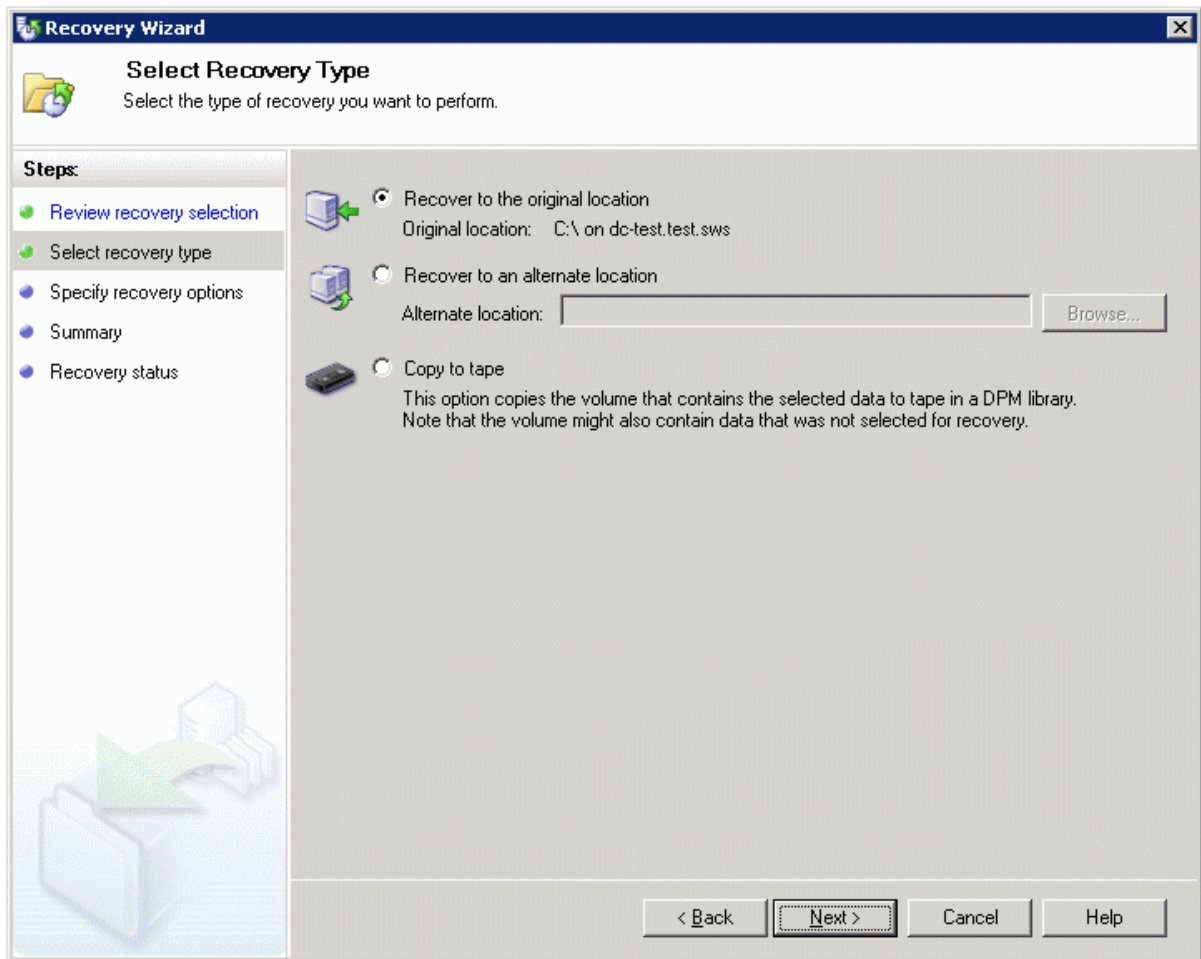 Recovery Wizard
Select Recovery Type
Select the type of recovery you want to perform.
Steps:
Review recovery selection
Select recovery type
Specify recovery options
Summary
Recovery status
Recover to the original location
Original location: C:\ on dc-test.test.sws
Recover to an alternate location
Alternate location:
Browse...
Copy to tape
This option copies the volume that contains the selected data to tape in a DPM library.
Note that the volume might also contain data that was not selected for recovery.
< Back Next > Cancel Help